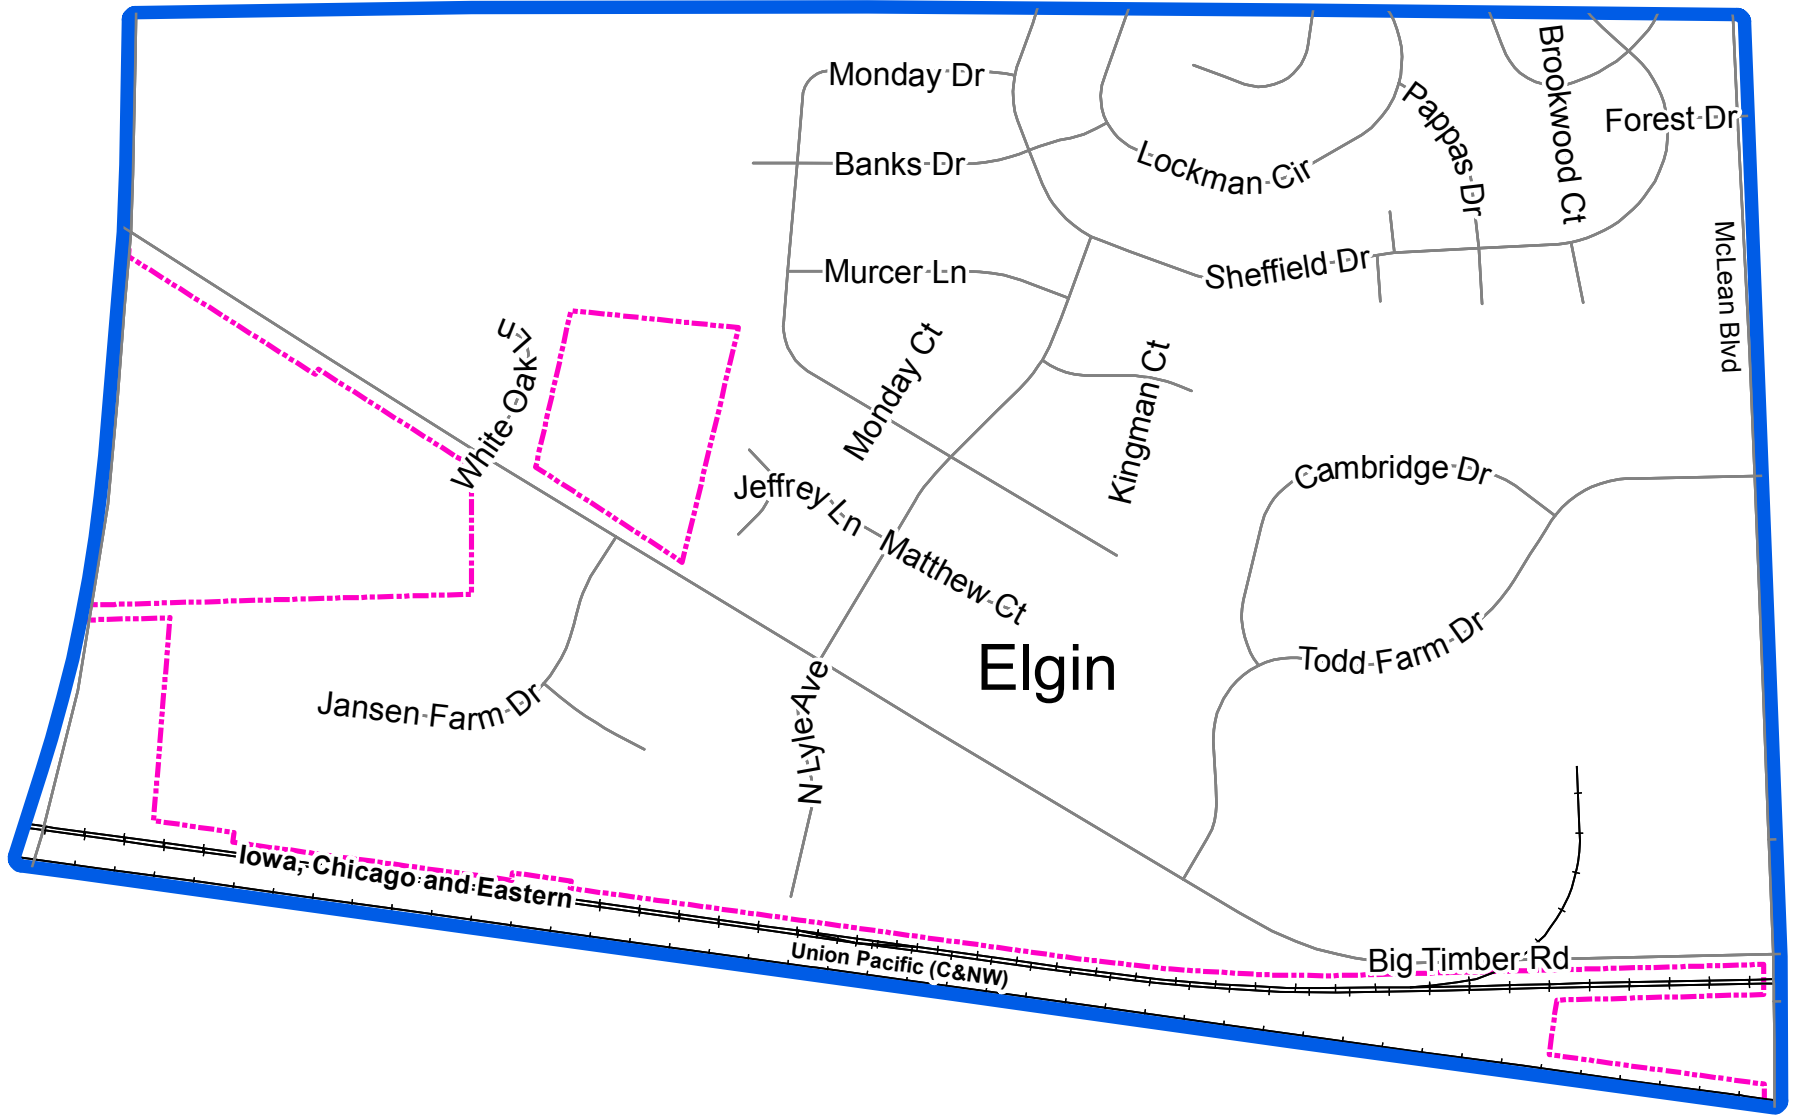 Monday Dr
Brookwood Ct
Pappas Dr
Forest Dr
Banks Dr
Lockman Cir
McLean Blvd
Murcer Ln
Sheffield Dr
White Oak Ln
Monday Ct
Kingman Ct
Cambridge Dr
Jeffrey Ln
Matthew Ct
Elgin
Todd Farm Dr
Jansen Farm Dr
N Lyle Ave
Iowa, Chicago and Eastern
Union Pacific (C&NW)
Big Timber Rd